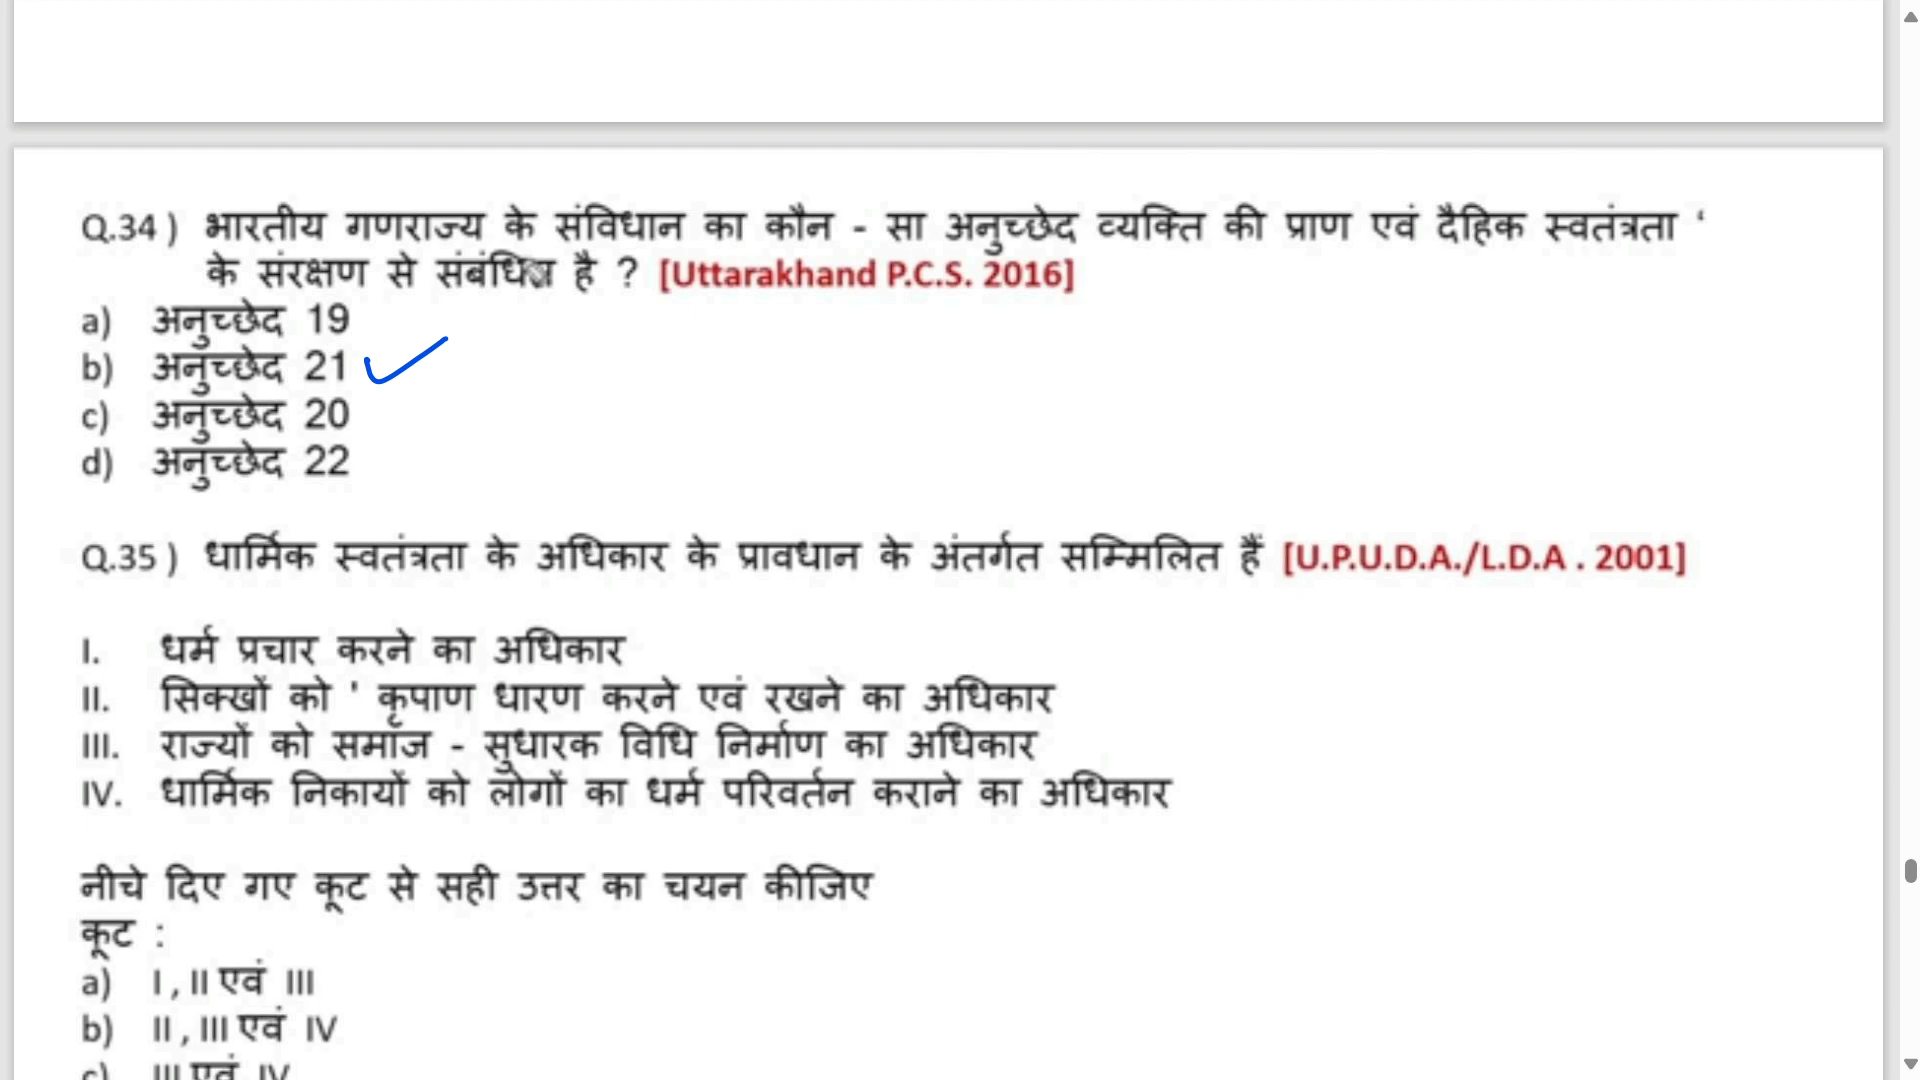 Q.34 ) भारतीय गणराज्य के संविधान का कौन - सा अनुच्छेद व्यक्ति की प्राण एवं दैहिक स्वतंत्रता ‘
के संरक्षण से संबंधित है ? [Uttarakhand P.C.S. 2016]
a) अनुच्छेद 19
b) अनुच्छेद 21
c) अनुच्छेद 20
d) अनुच्छेद 22
Q.35 ) धार्मिक स्वतंत्रता के अधिकार के प्रावधान के अंतर्गत सम्मिलित हैं [U.P.U.D.A./L.D.A . 2001]
I. धर्म प्रचार करने का अधिकार
II. सिक्खों को ' कृपाण धारण करने एवं रखने का अधिकार
III. राज्यों को समाज - सुधारक विधि निर्माण का अधिकार
IV. धार्मिक निकायों को लोगों का धर्म परिवर्तन कराने का अधिकार
नीचे दिए गए कूट से सही उत्तर का चयन कीजिए
कूट :
a) I , II एवं III
b) II , III एवं IV
c) III एवं IV